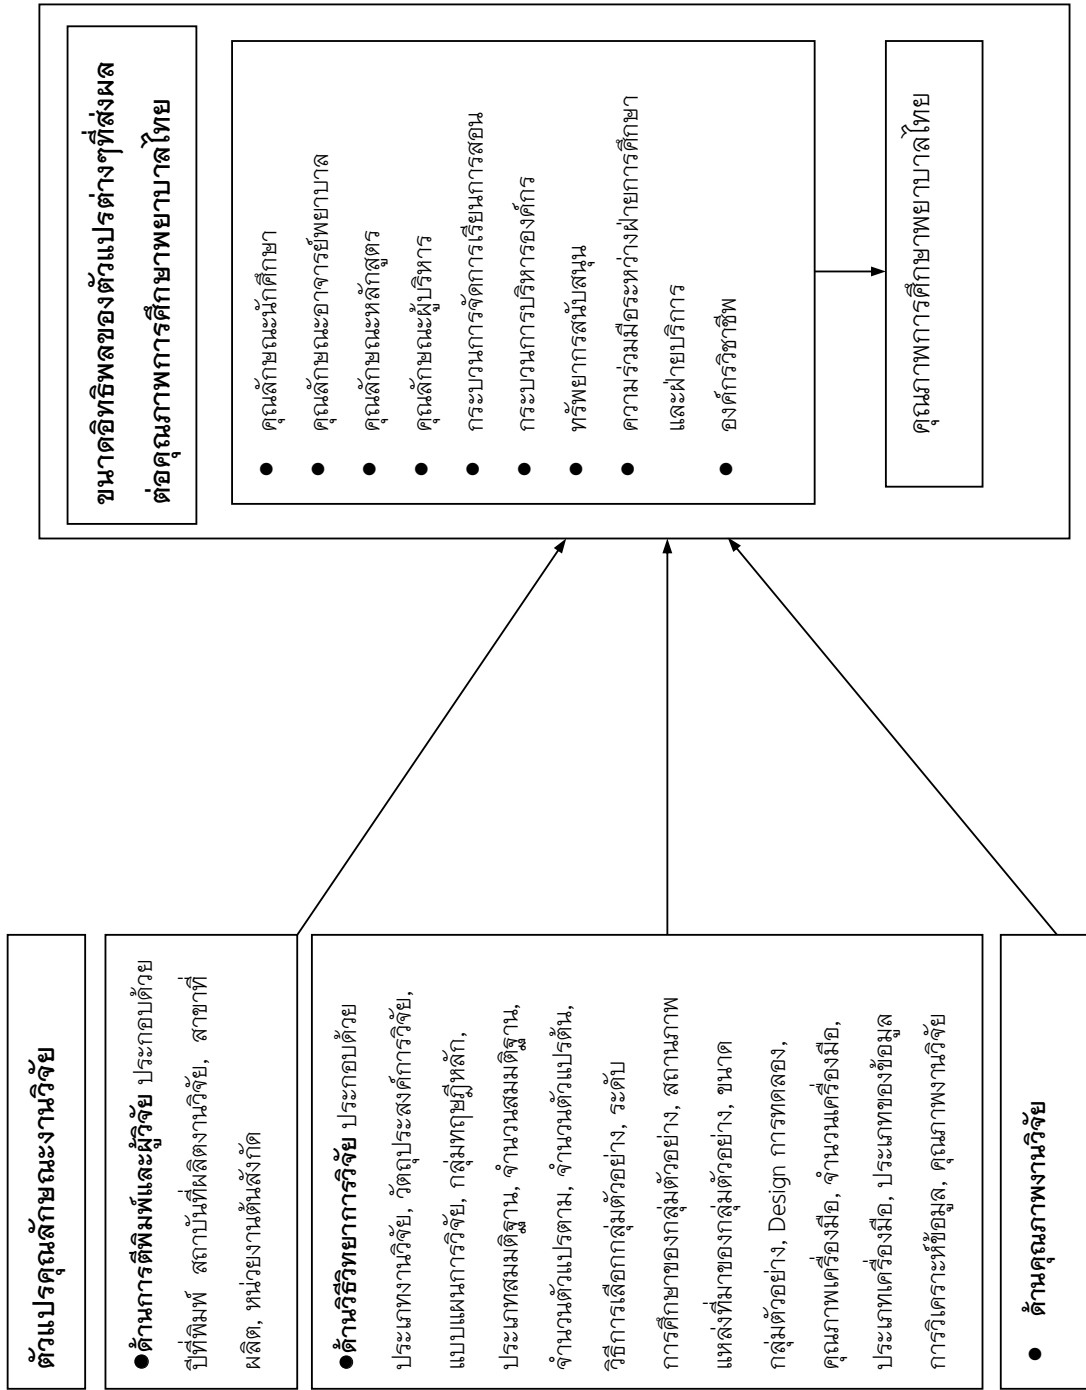 ตัวแปรคุณลักษณะงานวิจัย
●ด้านการตีพิมพ์และผู้วิจัย ประกอบด้วย
ปีที่พิมพ์ สถาบันที่ผลิตงานวิจัย, สาขาที่
ผลิต, หน่วยงานต้นสังกัด
●ด้านวิธีวิทยาการวิจัย ประกอบด้วย
ประเภทงานวิจัย, วัตถุประสงค์การวิจัย,
แบบแผนการวิจัย, กลุ่มทฤษฎีหลัก,
ประเภทสมมติฐาน, จำนวนสมมติฐาน,
จำนวนตัวแปรตาม, จำนวนตัวแปรต้น,
วิธีการเลือกกลุ่มตัวอย่าง, ระดับ
การศึกษาของกลุ่มตัวอย่าง, สถานภาพ
แหล่งที่มาของกลุ่มตัวอย่าง, ขนาด
กลุ่มตัวอย่าง, Design การทดลอง,
คุณภาพเครื่องมือ, จำนวนเครื่องมือ,
ประเภทเครื่องมือ, ประเภทของข้อมูล
การวิเคราะห์ข้อมูล, คุณภาพงานวิจัย
● ด้านคุณภาพงานวิจัย
ขนาดอิทธิพลของตัวแปรต่างๆที่ส่งผล
ต่อคุณภาพการศึกษาพยาบาลไทย
● คุณลักษณะนักศึกษา
● คุณลักษณะอาจารย์พยาบาล
● คุณลักษณะหลักสูตร
● คุณลักษณะผู้บริหาร
● กระบวนการจัดการเรียนการสอน
● กระบวนการบริหารองค์กร
● ทรัพยากรสนับสนุน
● ความร่วมมือระหว่างฝ่ายการศึกษา
และฝ่ายบริการ
● องค์กรวิชาชีพ
คุณภาพการศึกษาพยาบาลไทย